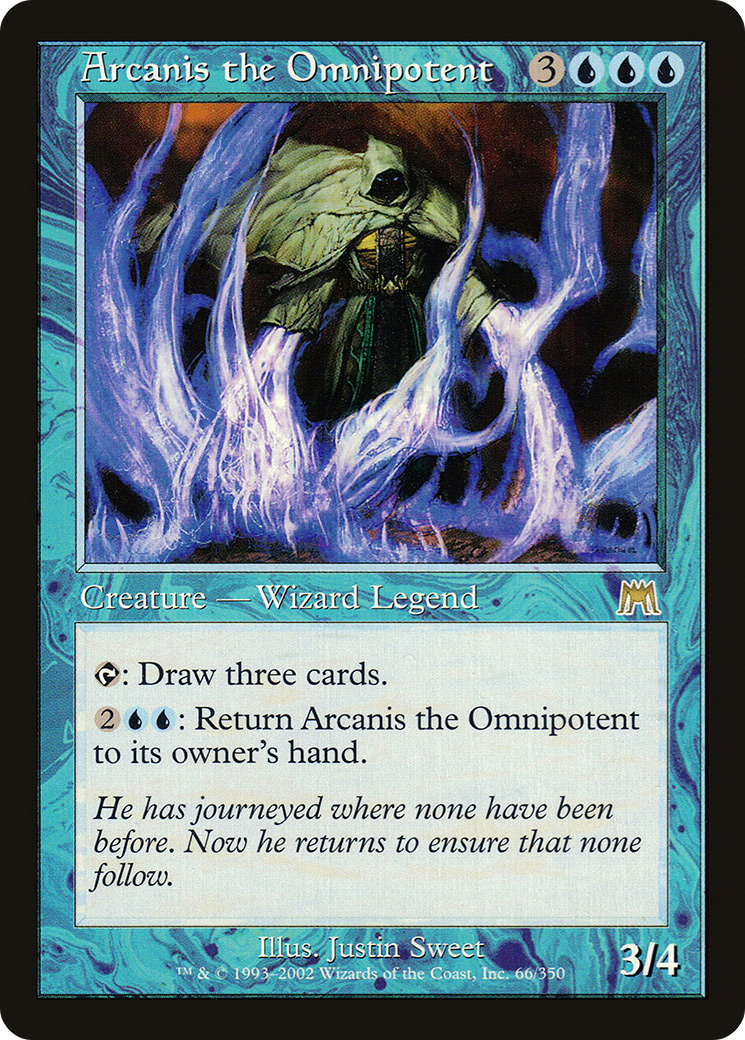 Arcanis the Omnipotent 3
Creature — Wizard Legend
: Draw three cards.
2: Return Arcanis the Omnipotent
to its owner's hand.
He has journeyed where none have been
before. Now he returns to ensure that none
follow.
Illus. Justin Sweet
™ & © 1993–2002 Wizards of the Coast, Inc. 66/350
3/4